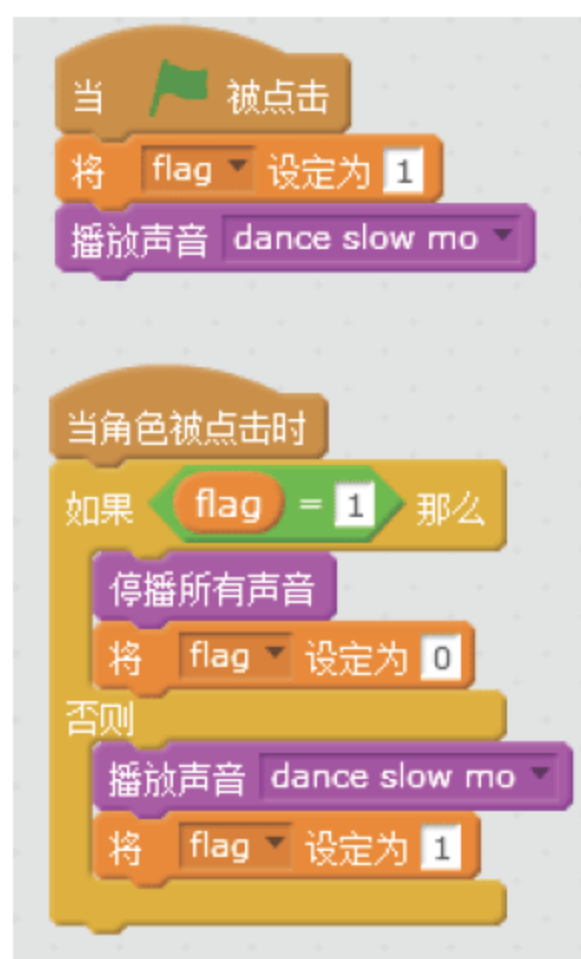 当 被点击
将 flag 设定为 1
播放声音 dance slow mo
当角色被点击时
如果 flag = 1 那么
停播所有声音
将 flag 设定为 0
否则
播放声音 dance slow mo
将 flag 设定为 1